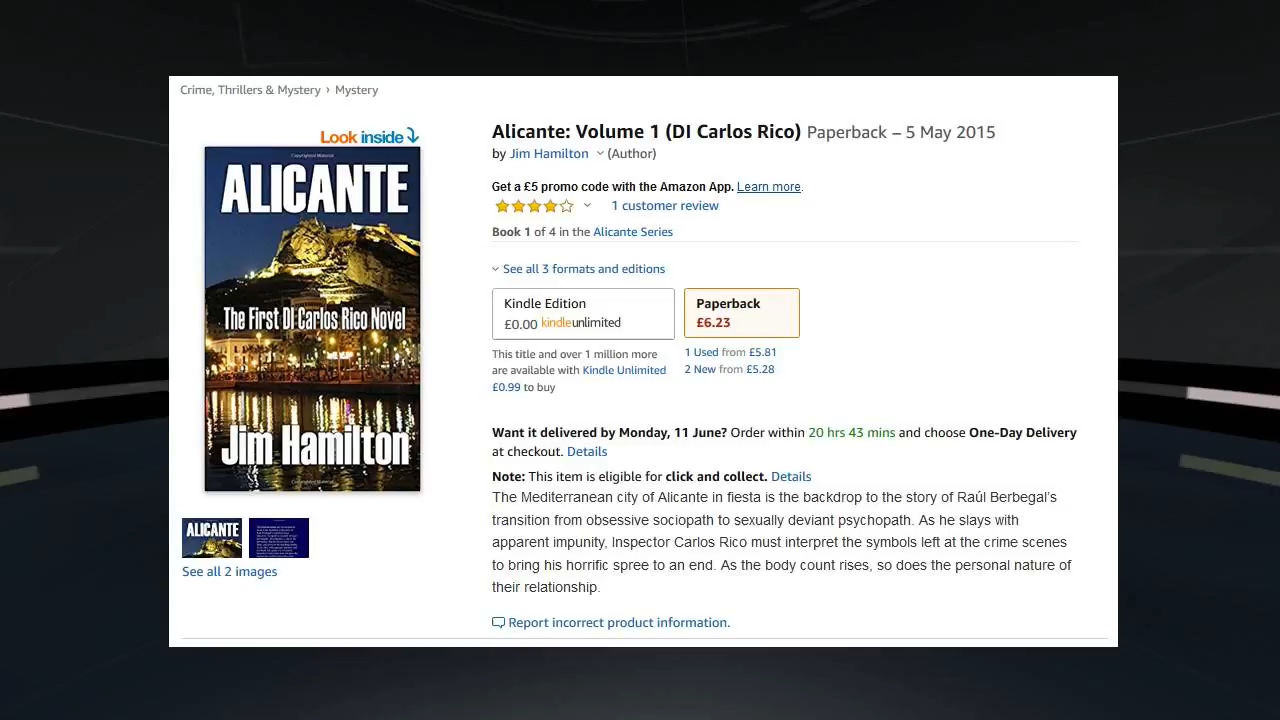 Crime, Thrillers & Mystery › Mystery
Look inside
Copyrighted Material
ALICANTE
The First DI Carlos Rico Novel
Jim Hamilton
Copyrighted Material
ALICANTE
See all 2 images
Alicante: Volume 1 (DI Carlos Rico) Paperback – 5 May 2015
by Jim Hamilton (Author)
Get a £5 promo code with the Amazon App. Learn more.
1 customer review
Book 1 of 4 in the Alicante Series
See all 3 formats and editions
Kindle Edition
£0.00 kindleunlimited
This title and over 1 million more
are available with Kindle Unlimited
£0.99 to buy
Paperback
£6.23
1 Used from £5.81
2 New from £5.28
Want it delivered by Monday, 11 June? Order within 20 hrs 43 mins and choose One-Day Delivery
at checkout. Details
Note: This item is eligible for click and collect. Details
The Mediterranean city of Alicante in fiesta is the backdrop to the story of Raúl Berbegal's
transition from obsessive sociopath to sexually deviant psychopath. As he slays with
apparent impunity, Inspector Carlos Rico must interpret the symbols left at the crime scenes
to bring his horrific spree to an end. As the body count rises, so does the personal nature of
their relationship.
Report incorrect product information.